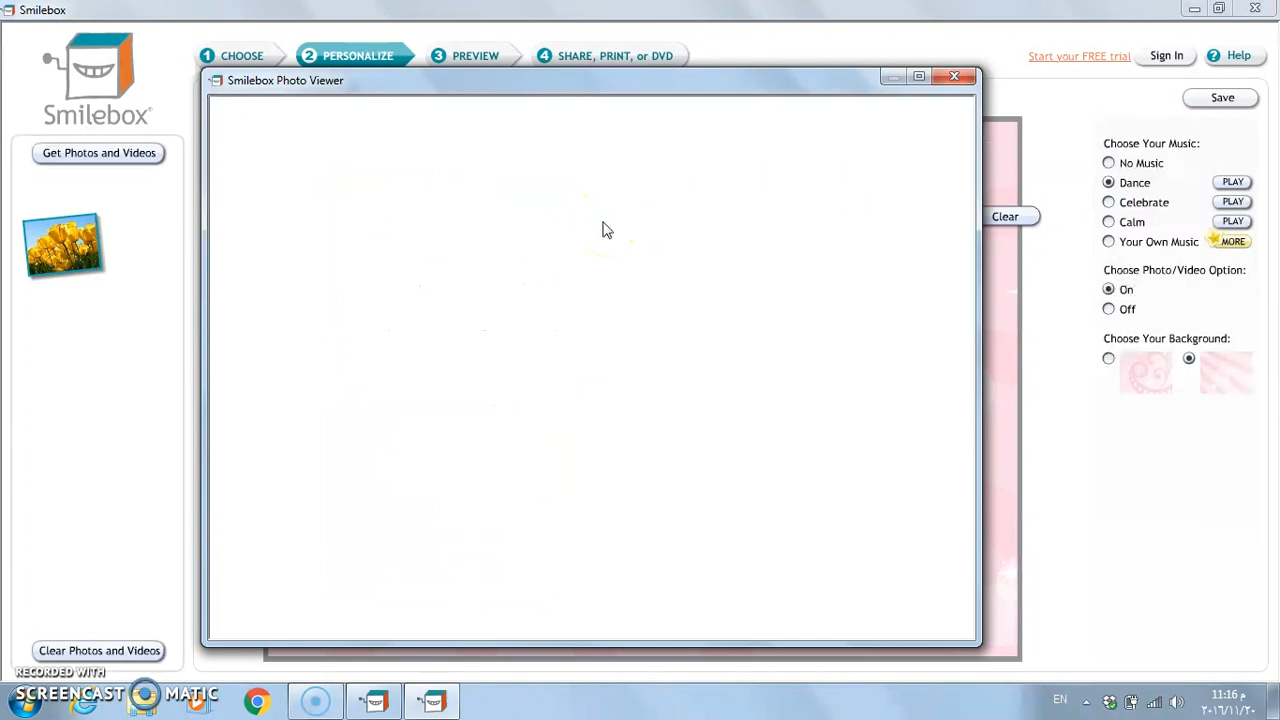 Smilebox
1 CHOOSE
2 PERSONALIZE
3 PREVIEW
4 SHARE, PRINT, or DVD
Start your FREE trial
Sign In
? Help
Smilebox
Smilebox Photo Viewer
Save
Get Photos and Videos
Choose Your Music:
No Music
Dance PLAY
Celebrate PLAY
Clear
Calm PLAY
Your Own Music MORE
Choose Photo/Video Option:
On
Off
Choose Your Background:
Clear Photos and Videos
RECORDED WITH
SCREENCAST MATIC
EN
11:16 م
٢٠١٦/١١/٢٠